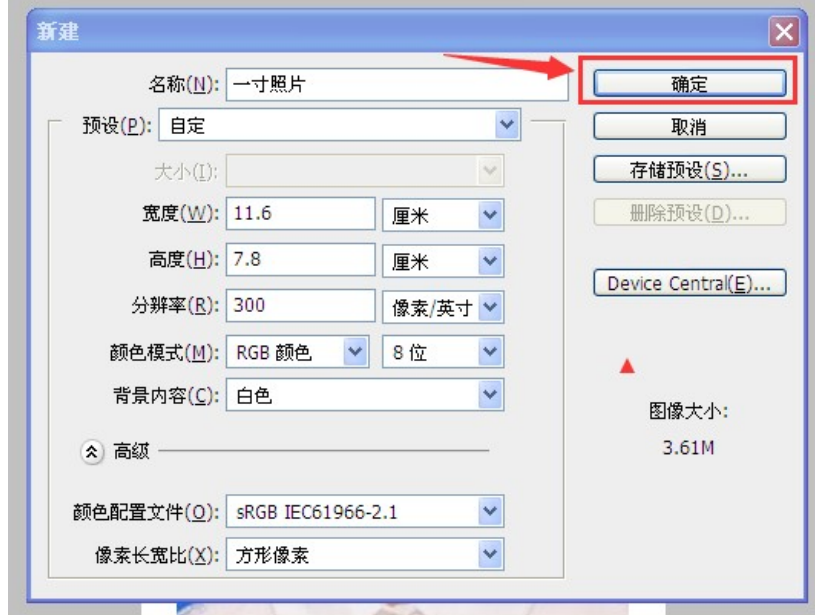 新建
名称(N): 一寸照片
确定
预设(P): 自定
取消
大小(I):
存储预设(S)...
宽度(W): 11.6 厘米
删除预设(D)...
高度(H): 7.8 厘米
Device Central(E)...
分辨率(R): 300 像素/英寸
颜色模式(M): RGB 颜色 8 位
背景内容(C): 白色
图像大小:
3.61M
高级
颜色配置文件(O): sRGB IEC61966-2.1
像素长宽比(X): 方形像素